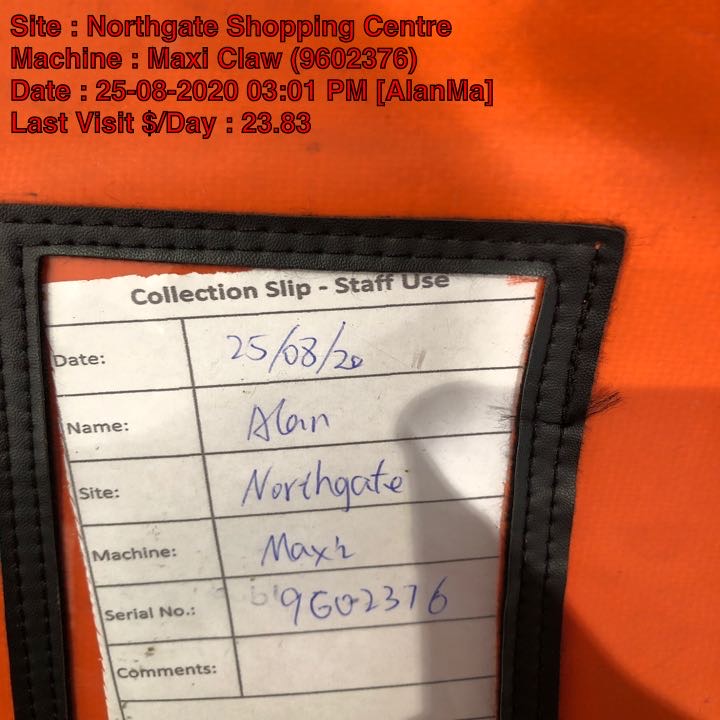 Site : Northgate Shopping Centre
Machine : Maxi Claw (9602376)
Date : 25-08-2020 03:01 PM [AlanMa]
Last Visit $/Day : 23.83
Collection Slip - Staff Use
Date: 25/08/20
Name: Alan
Site: Northgate
Machine: Maxi
Serial No.: 9602376
Comments: